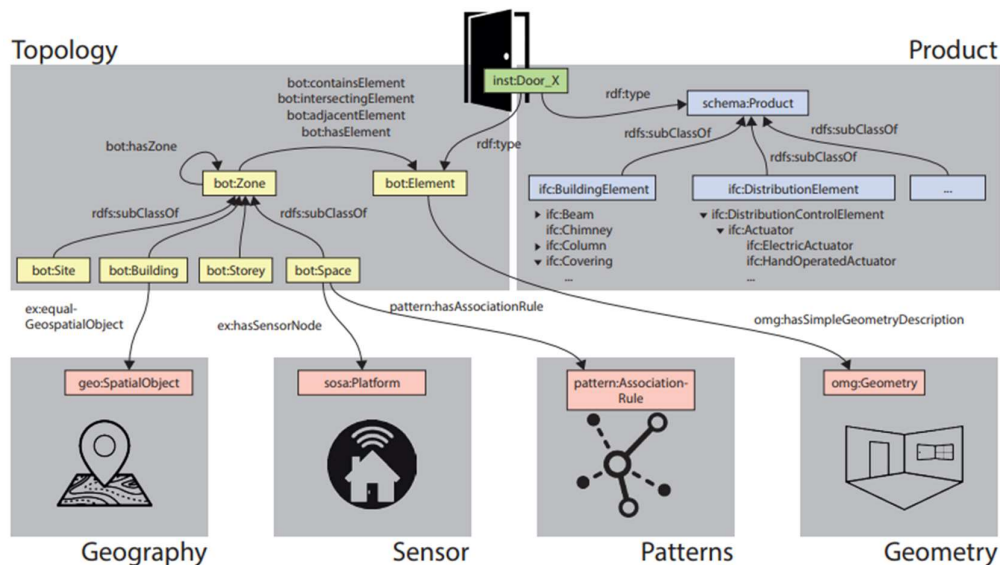 Topology
Product
inst:Door_X
bot:containsElement
bot:intersectingElement
bot:adjacentElement
bot:hasElement
rdf:type
schema:Product
bot:hasZone
rdf:type
rdfs:subClassOf
rdfs:subClassOf
rdfs:subClassOf
bot:Zone
bot:Element
ifc:BuildingElement
ifc:DistributionElement
...
rdfs:subClassOf
rdfs:subClassOf
ifc:Beam
ifc:Chimney
ifc:Column
ifc:Covering
...
ifc:DistributionControlElement
ifc:Actuator
ifc:ElectricActuator
ifc:HandOperatedActuator
...
bot:Site
bot:Building
bot:Storey
bot:Space
ex:equal-
GeospatialObject
ex:hasSensorNode
pattern:hasAssociationRule
omg:hasSimpleGeometryDescription
geo:SpatialObject
sosa:Platform
pattern:Association-
Rule
omg:Geometry
Geography
Sensor
Patterns
Geometry